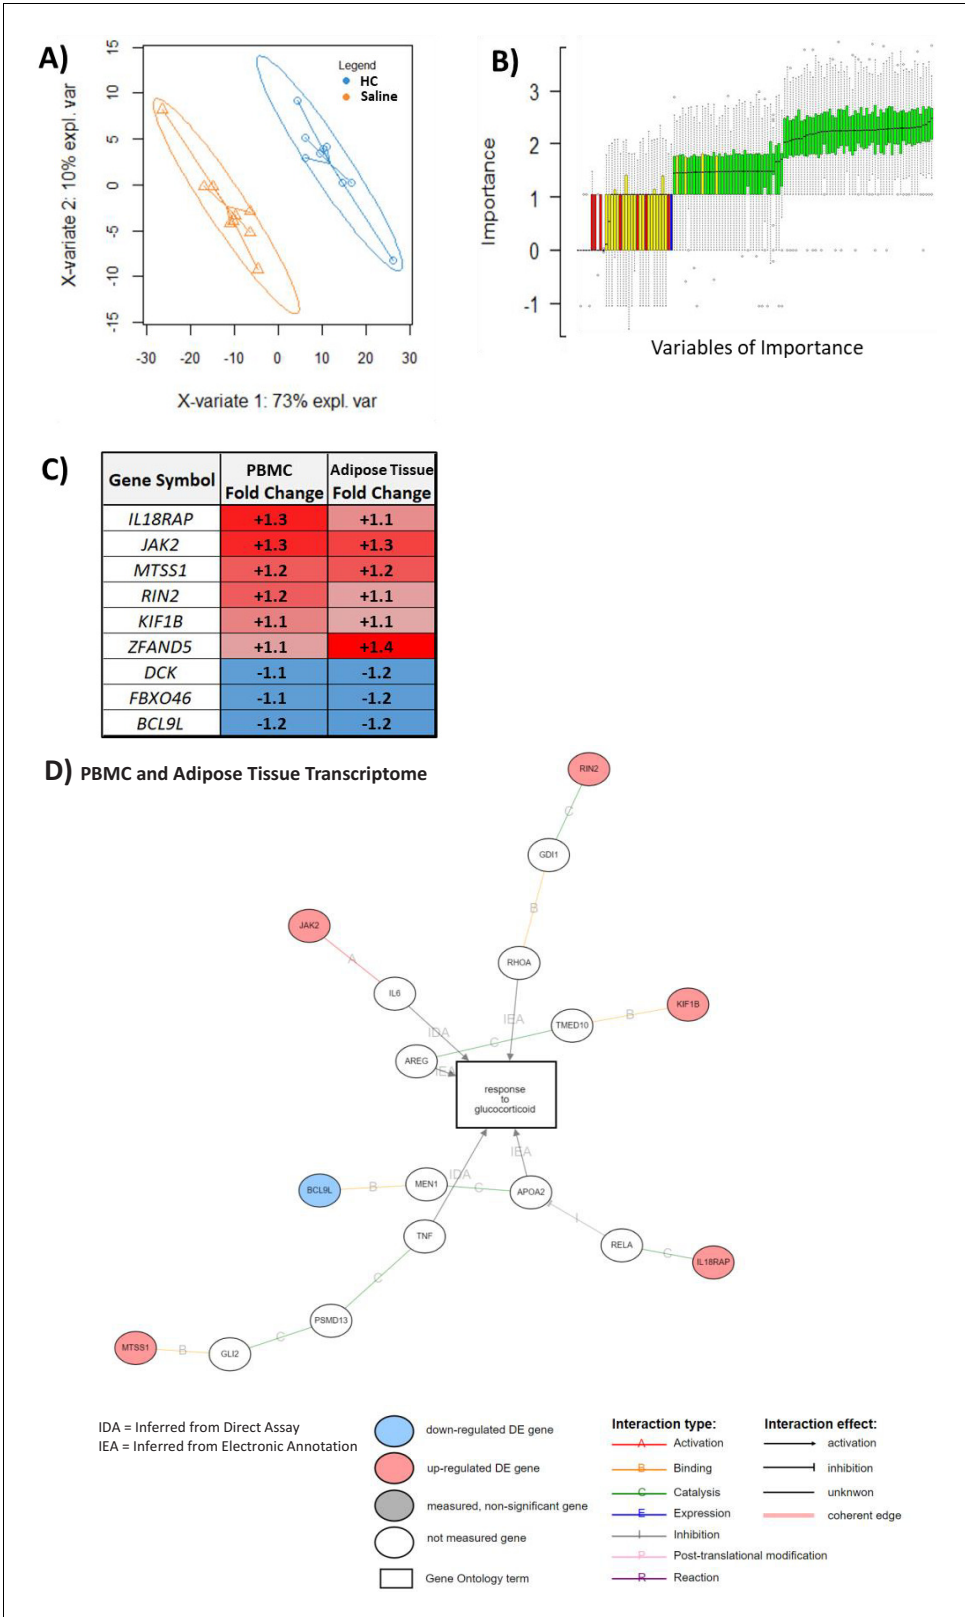 A)
15
10
5
0
-5
-10
-15
-30
-20
-10
0
10
20
30
X-variate 2: 10% expl. var
X-variate 1: 73% expl. var
Legend
HC
Saline
B)
3
2
1
0
-1
Importance
Variables of Importance
C)
Gene Symbol PBMC Fold Change Adipose Tissue Fold Change
IL18RAP +1.3 +1.1
JAK2 +1.3 +1.3
MTSS1 +1.2 +1.2
RIN2 +1.2 +1.1
KIF1B +1.1 +1.1
ZFAND5 +1.1 +1.4
DCK -1.1 -1.2
FBXO46 -1.1 -1.2
BCL9L -1.2 -1.2
D) PBMC and Adipose Tissue Transcriptome
RIN2
C
GDI1
B
JAK2
A
RHOA
IL6
KIF1B
IEA
B
TMED10
IDA
C
AREG
IEA
response
to
glucocorticoid
IEA
IDA
BCL9L
B
MEN1
C
APOA2
I
TNF
RELA
C
IL18RAP
C
PSMD13
C
MTSS1
B
GLI2
IDA = Inferred from Direct Assay
IEA = Inferred from Electronic Annotation
down-regulated DE gene
up-regulated DE gene
measured, non-significant gene
not measured gene
Gene Ontology term
Interaction type:
A Activation
B Binding
C Catalysis
E Expression
I Inhibition
P Post-translational modification
R Reaction
Interaction effect:
activation
inhibition
unknwon
coherent edge